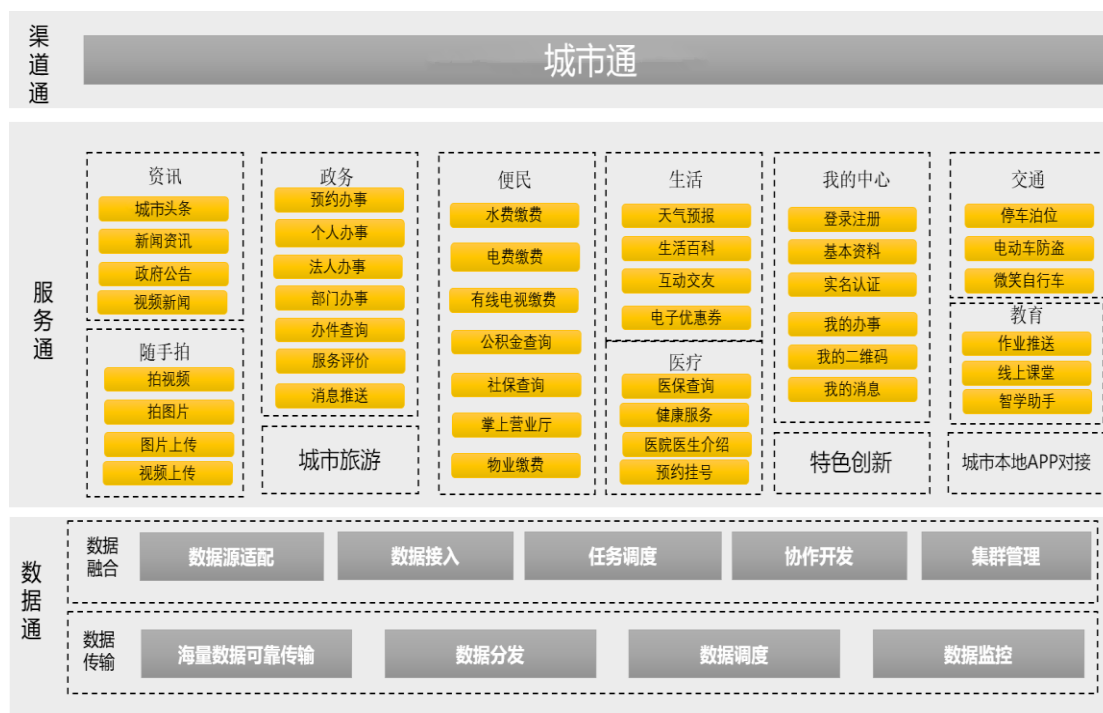 渠道通
城市通
服务通
资讯
城市头条
新闻资讯
政府公告
视频新闻
随手拍
拍视频
拍图片
图片上传
视频上传
政务
预约办事
个人办事
法人办事
部门办事
办件查询
服务评价
消息推送
城市旅游
便民
水费缴费
电费缴费
有线电视缴费
公积金查询
社保查询
掌上营业厅
物业缴费
生活
天气预报
生活百科
互动交友
电子优惠券
医疗
医保查询
健康服务
医院医生介绍
预约挂号
我的中心
登录注册
基本资料
实名认证
我的办事
我的二维码
我的消息
特色创新
交通
停车泊位
电动车防盗
微笑自行车
教育
作业推送
线上课堂
智学助手
城市本地APP对接
数据通
数据
融合
数据源适配
数据接入
任务调度
协作开发
集群管理
数据
传输
海量数据可靠传输
数据分发
数据调度
数据监控